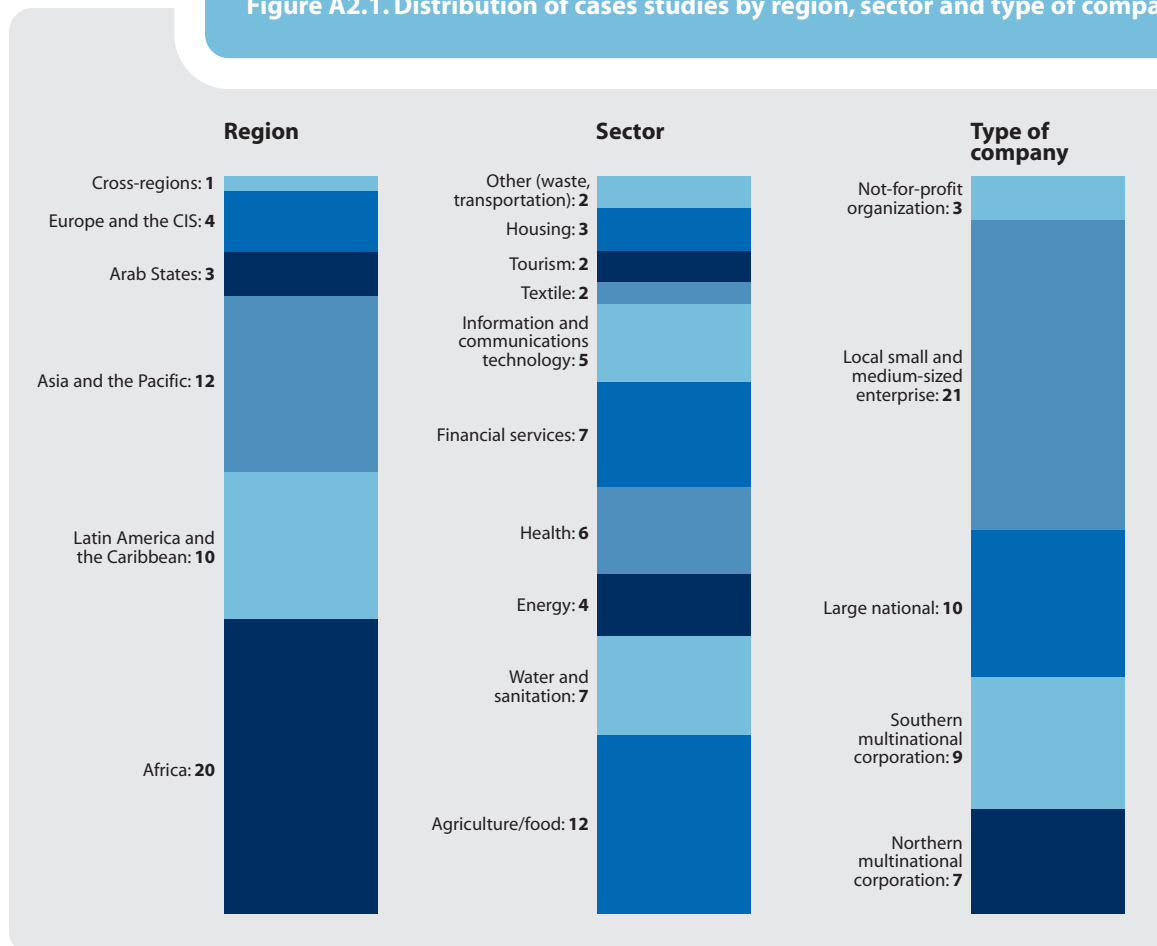 Figure A2.1. Distribution of cases studies by region, sector and type of
Region
Cross-regions: 1
Europe and the CIS: 4
Arab States: 3
Asia and the Pacific: 12
Latin America and
the Caribbean: 10
Africa: 20
Sector
Other (waste,
transportation): 2
Housing: 3
Tourism: 2
Textile: 2
Information and
communications
technology: 5
Financial services: 7
Health: 6
Energy: 4
Water and
sanitation: 7
Agriculture/food: 12
Type of
company
Not-for-profit
organization: 3
Local small and
medium-sized
enterprise: 21
Large national: 10
Southern
multinational
corporation: 9
Northern
multinational
corporation: 7